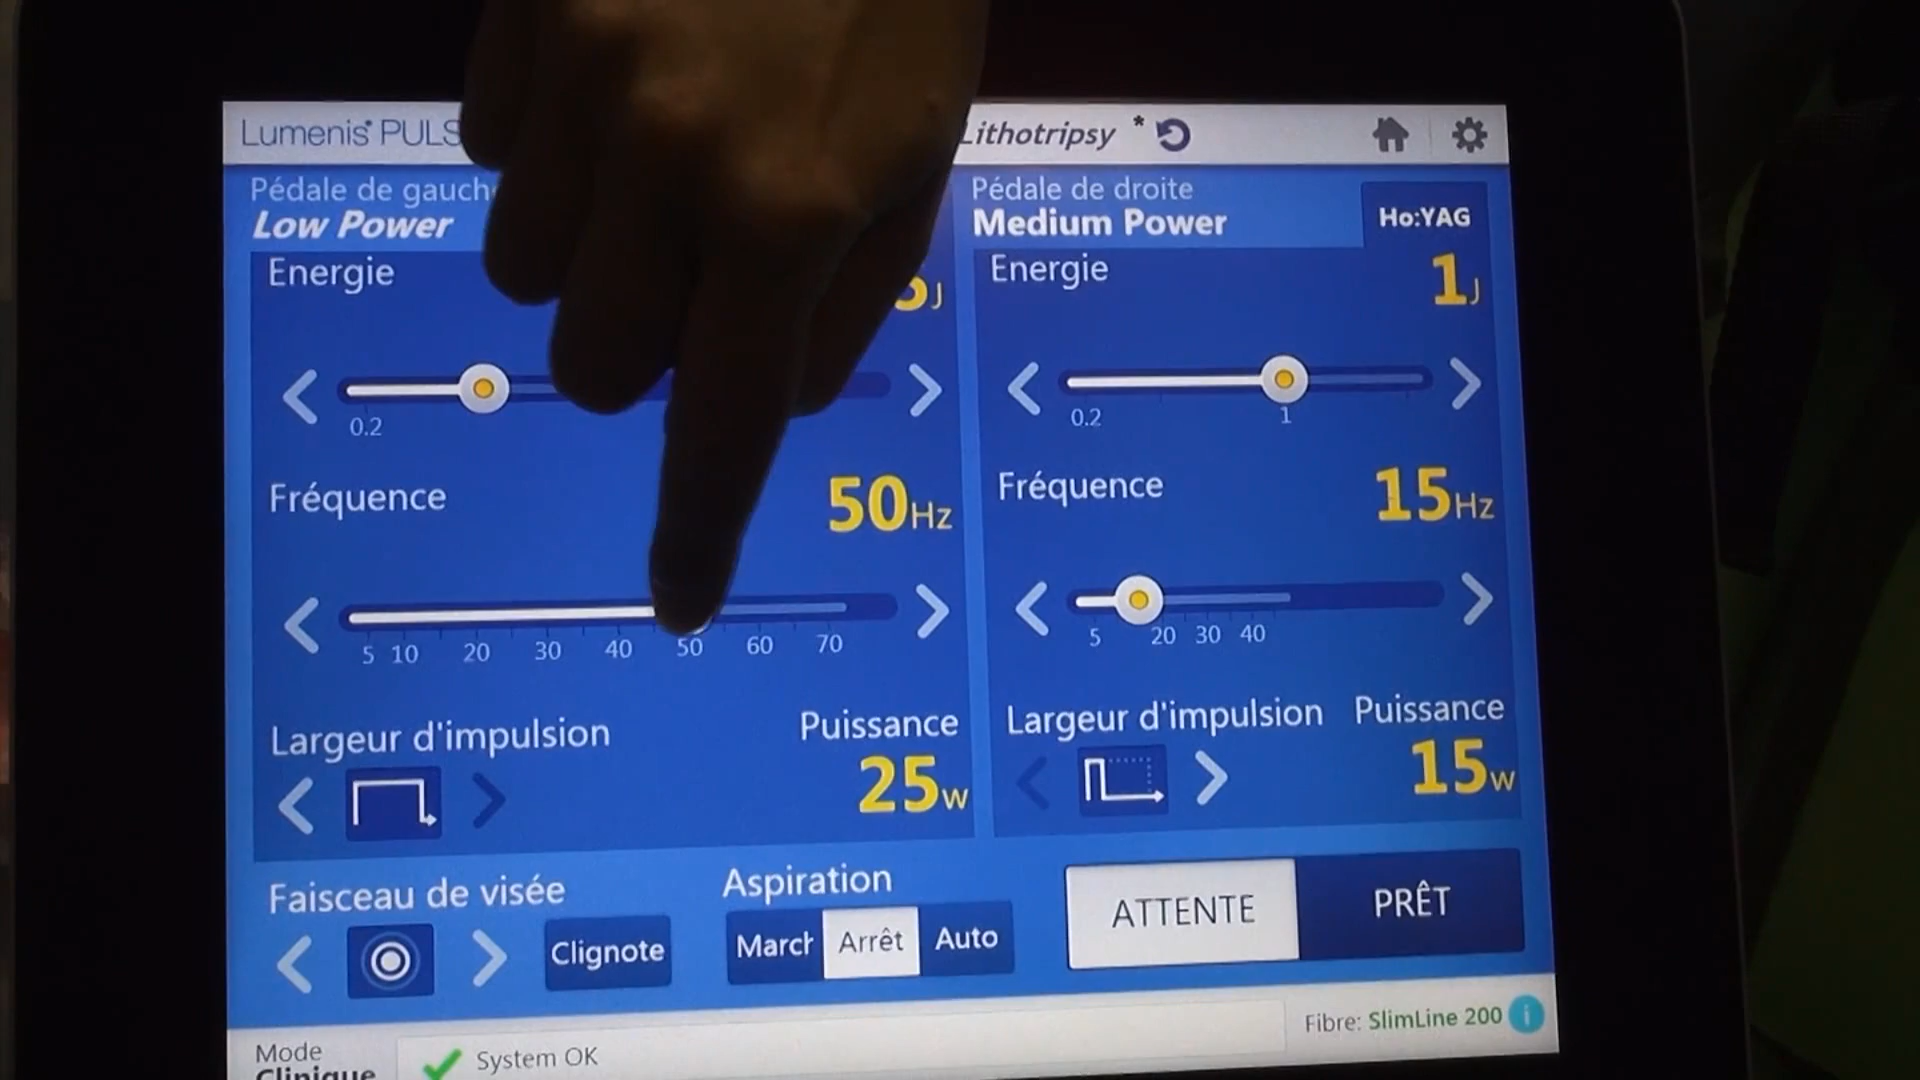 Lumenis PULS
Lithotripsy *
Pédale de gauch
Low Power
Energie
J
0.2
Fréquence
50Hz
5 10 20 30 40 50 60 70
Largeur d'impulsion
Puissance
25w
Pédale de droite
Medium Power
Ho:YAG
Energie
1J
0.2 1
Fréquence
15Hz
5 20 30 40
Largeur d'impulsion
Puissance
15w
Faisceau de visée
Clignote
Aspiration
March Arrêt Auto
ATTENTE
PRÊT
Fibre: SlimLine 200 i
Mode
Clinique
System OK